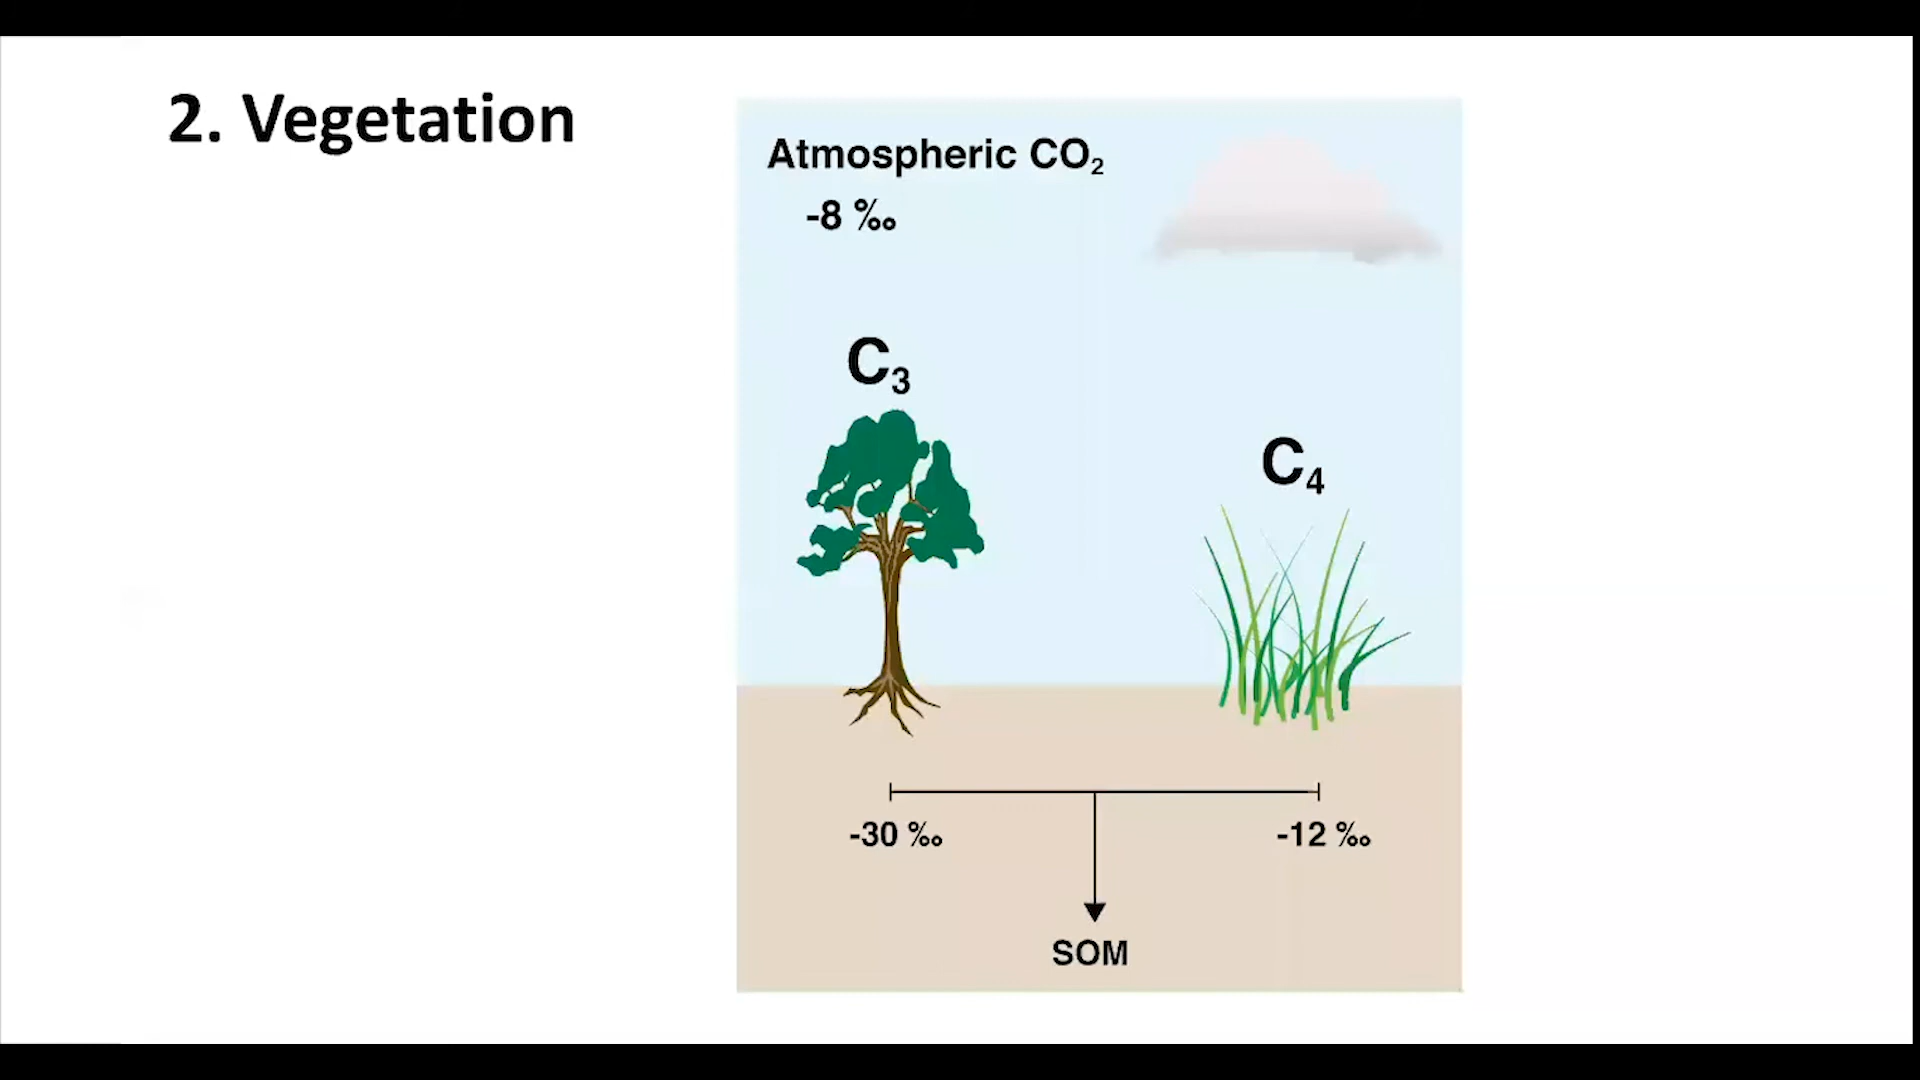 2. Vegetation
Atmospheric CO₂
-8 ‰
C₃
C₄
-30 ‰
-12 ‰
SOM